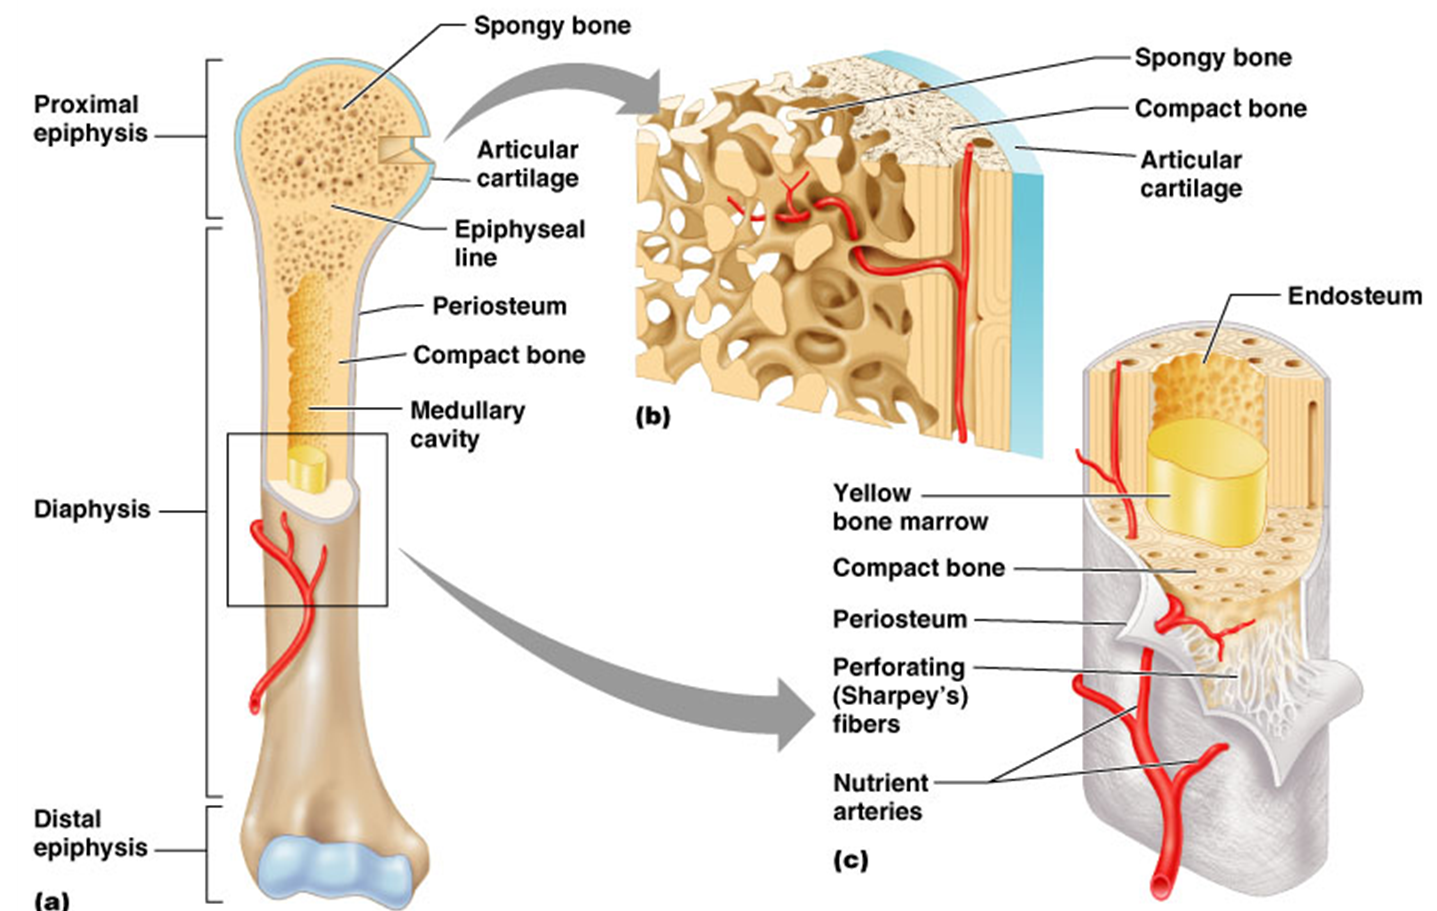 Spongy bone
Proximal
epiphysis
Articular
cartilage
Epiphyseal
line
Periosteum
Compact bone
Medullary
cavity
Diaphysis
Distal
epiphysis
(a)
Spongy bone
Compact bone
Articular
cartilage
(b)
Endosteum
Yellow
bone marrow
Compact bone
Periosteum
Perforating
(Sharpey's)
fibers
Nutrient
arteries
(c)